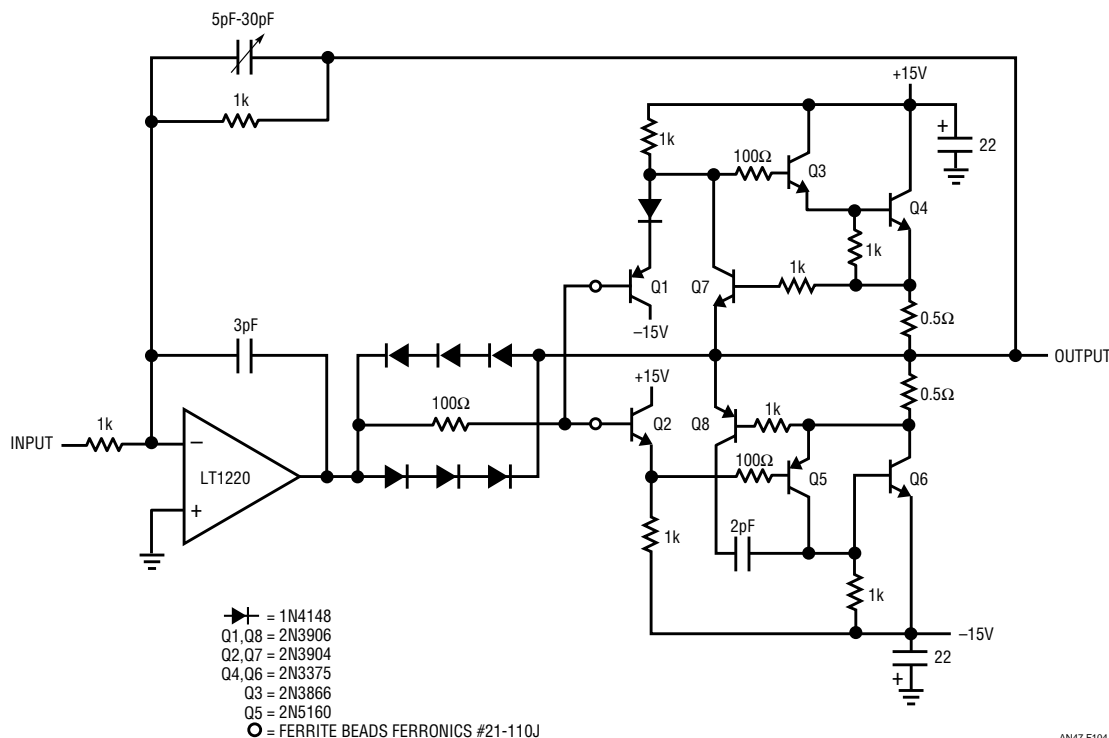 5pF-30pF
1k
+15V
1k
+
22
100Ω
Q3
Q4
1k
1k
Q1
Q7
–15V
0.5Ω
3pF
OUTPUT
+15V
0.5Ω
100Ω
1k
Q2
Q8
1k
INPUT
–
LT1220
+
100Ω
Q5
Q6
2pF
1k
1k
–15V
22
+
= 1N4148
Q1,Q8 = 2N3906
Q2,Q7 = 2N3904
Q4,Q6 = 2N3375
Q3 = 2N3866
Q5 = 2N5160
= FERRITE BEADS FERRONICS #21-110J
AN47 F104